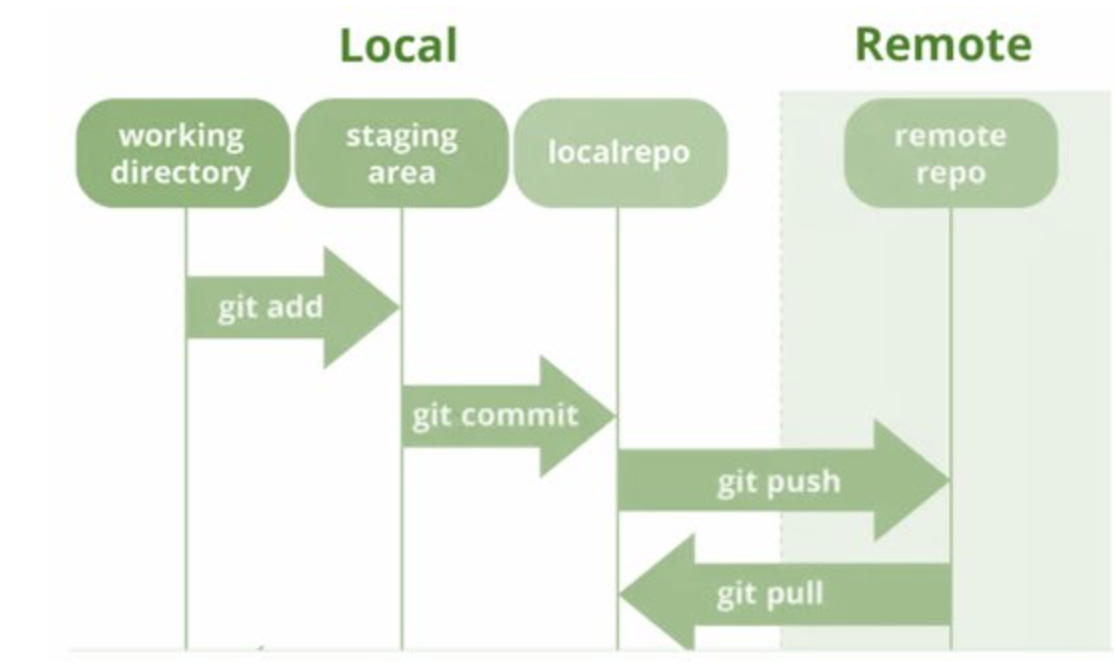 Local
Remote
working
directory
staging
area
localrepo
remote
repo
git add
git commit
git push
git pull